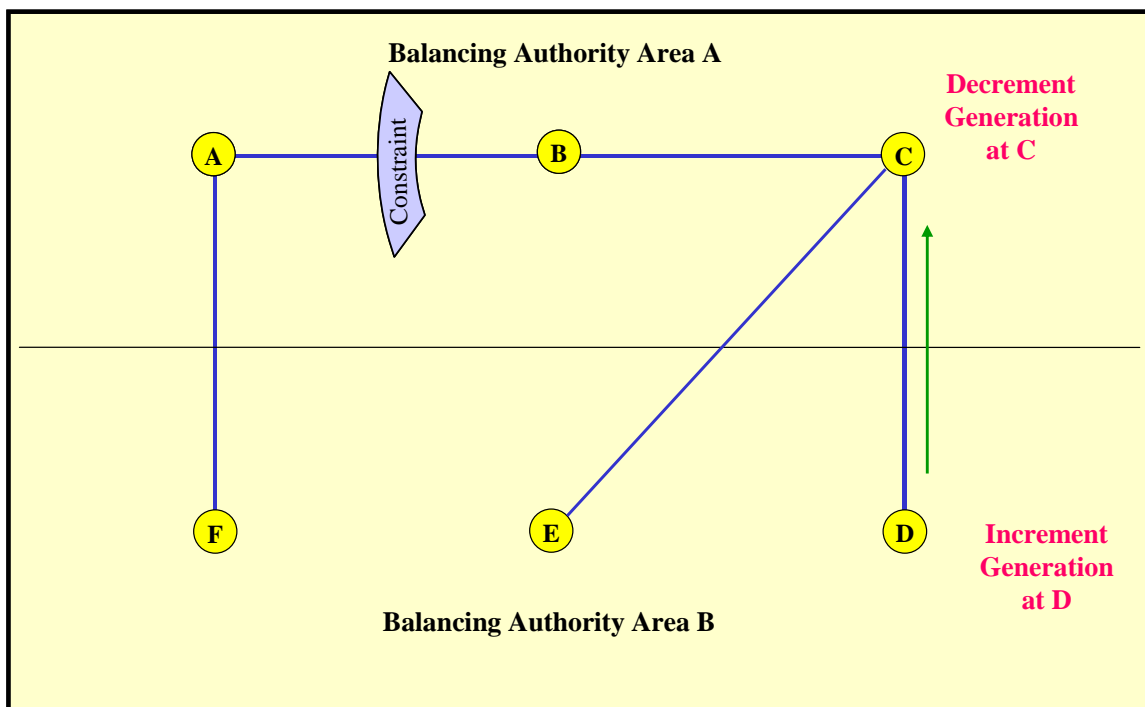 Balancing Authority Area A
Decrement
Generation
at C
A
Constraint
B
C
F
E
D
Increment
Generation
at D
Balancing Authority Area B